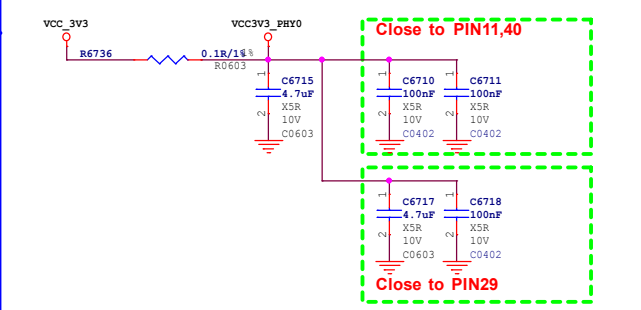 VCC_3V3
VCC3V3_PHY0
Close to PIN11,40
R6736
0.1R/1%
1%
R0603
1
C6715
4.7uF
X5R
10V
2
C0603
1
C6710
100nF
X5R
10V
2
C0402
1
C6711
100nF
X5R
10V
2
C0402
1
C6717
4.7uF
X5R
10V
2
C0603
1
C6718
100nF
X5R
10V
2
C0402
Close to PIN29